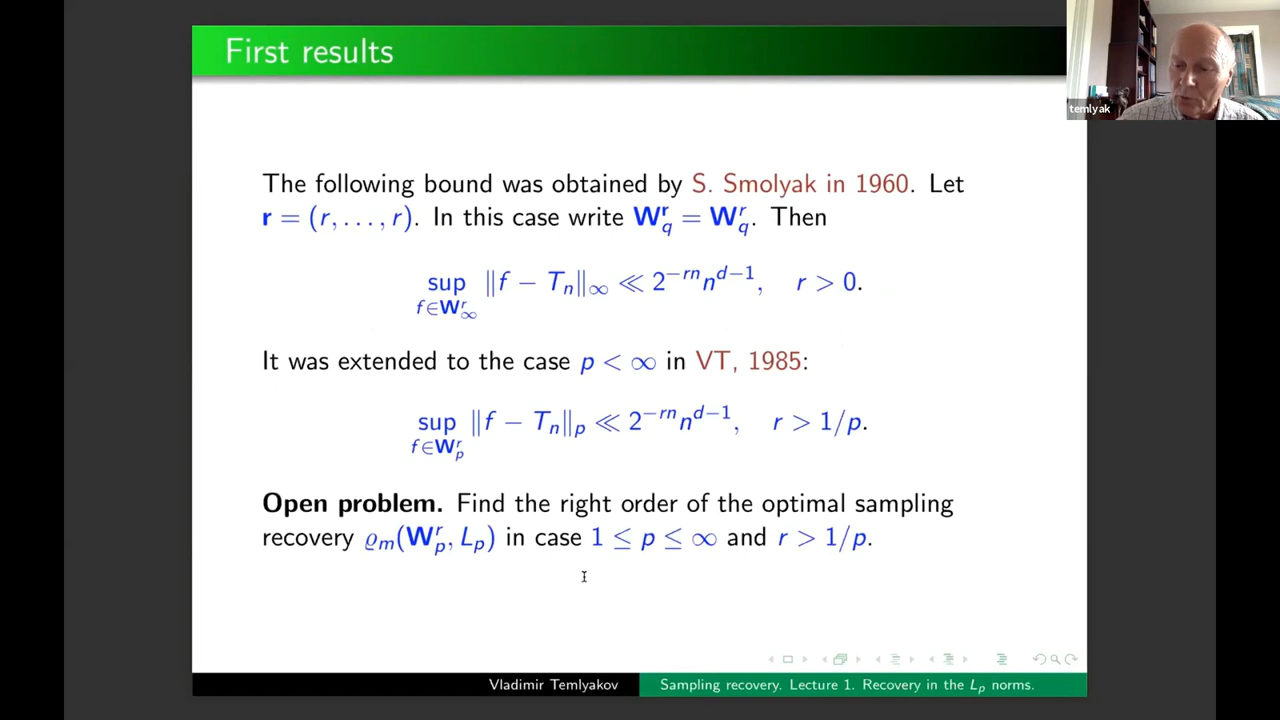 First results
temlyak
The following bound was obtained by S. Smolyak in 1960. Let
𝐫 = (r, . . . , r). In this case write 𝐖^𝐫_q = 𝐖^r_q. Then
sup_{f∈𝐖^r_∞} ‖f − T_n‖_∞ ≪ 2^{−rn} n^{d−1}, r > 0.
It was extended to the case p < ∞ in VT, 1985:
sup_{f∈𝐖^r_p} ‖f − T_n‖_p ≪ 2^{−rn} n^{d−1}, r > 1/p.
Open problem. Find the right order of the optimal sampling
recovery ϱ_m(𝐖^r_p, L_p) in case 1 ≤ p ≤ ∞ and r > 1/p.
Vladimir Temlyakov Sampling recovery. Lecture 1. Recovery in the L_p norms.